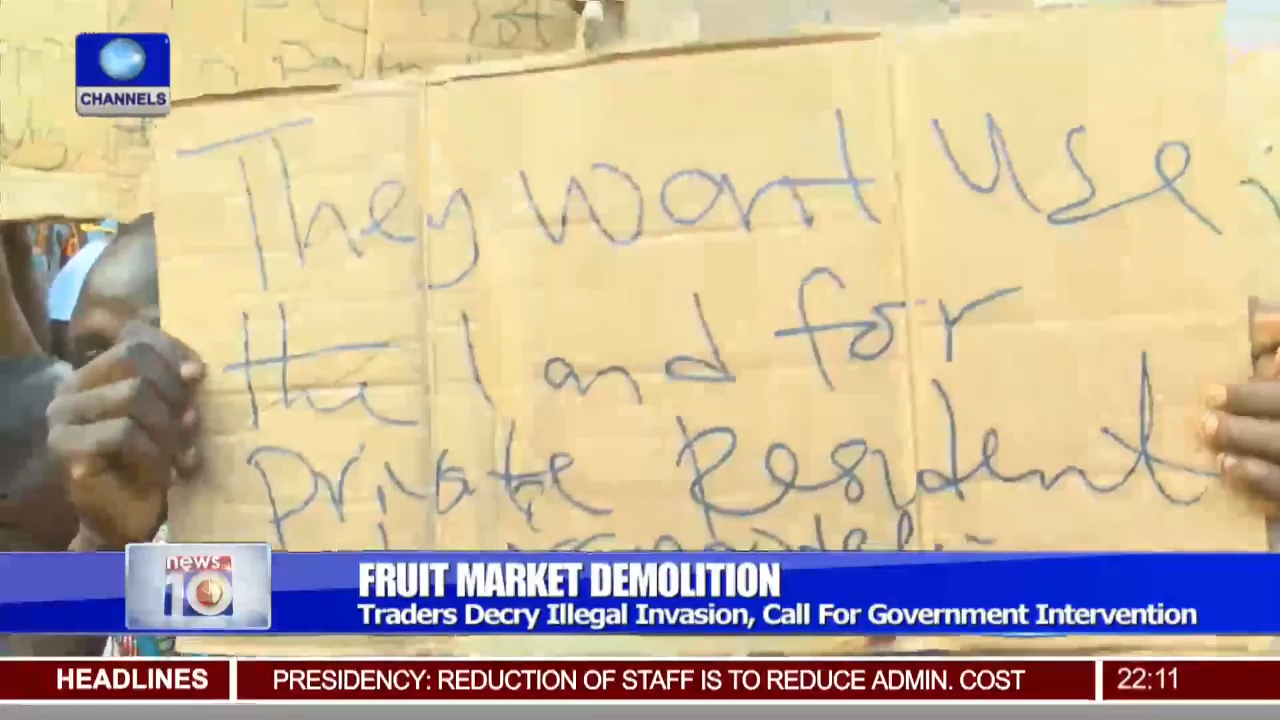 CHANNELS
They want use
the land for
private Resident
news at
10
FRUIT MARKET DEMOLITION
Traders Decry Illegal Invasion, Call For Government Intervention
HEADLINES
PRESIDENCY: REDUCTION OF STAFF IS TO REDUCE ADMIN. COST
22:11